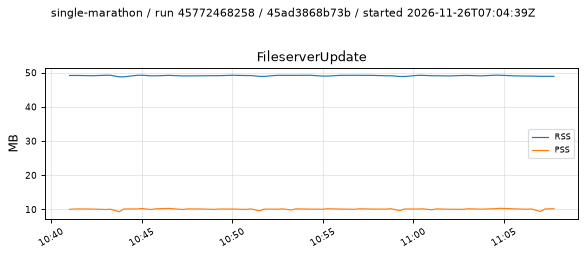 single-marathon / run 45772468258 / 45ad3868b73b / started 2026-11-26T07:04:39Z
FileserverUpdate
50
40
30
20
10
MB
RSS
PSS
10:40
10:45
10:50
10:55
11:00
11:05